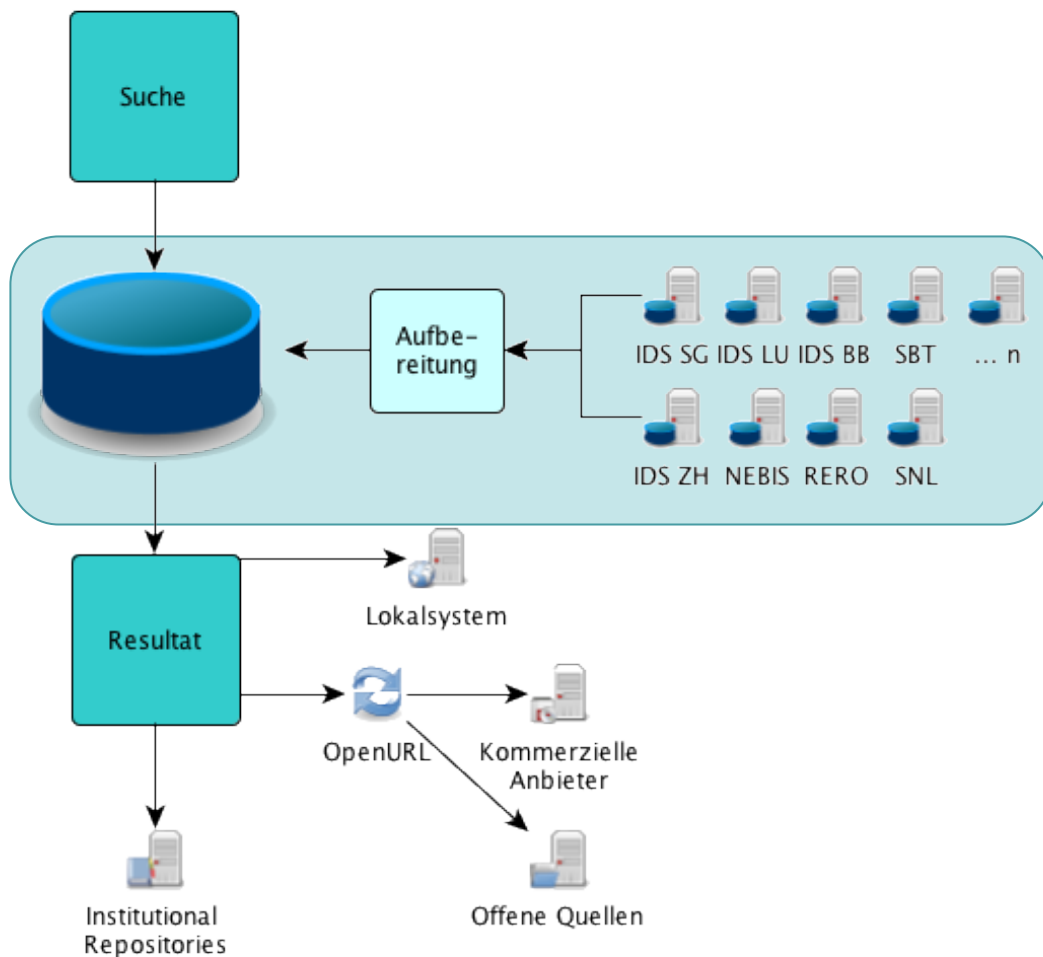 Suche
Aufbe-
reitung
IDS SG IDS LU IDS BB SBT ... n
IDS ZH NEBIS RERO SNL
Resultat
Lokalsystem
OpenURL
Kommerzielle
Anbieter
Institutional
Repositories
Offene Quellen